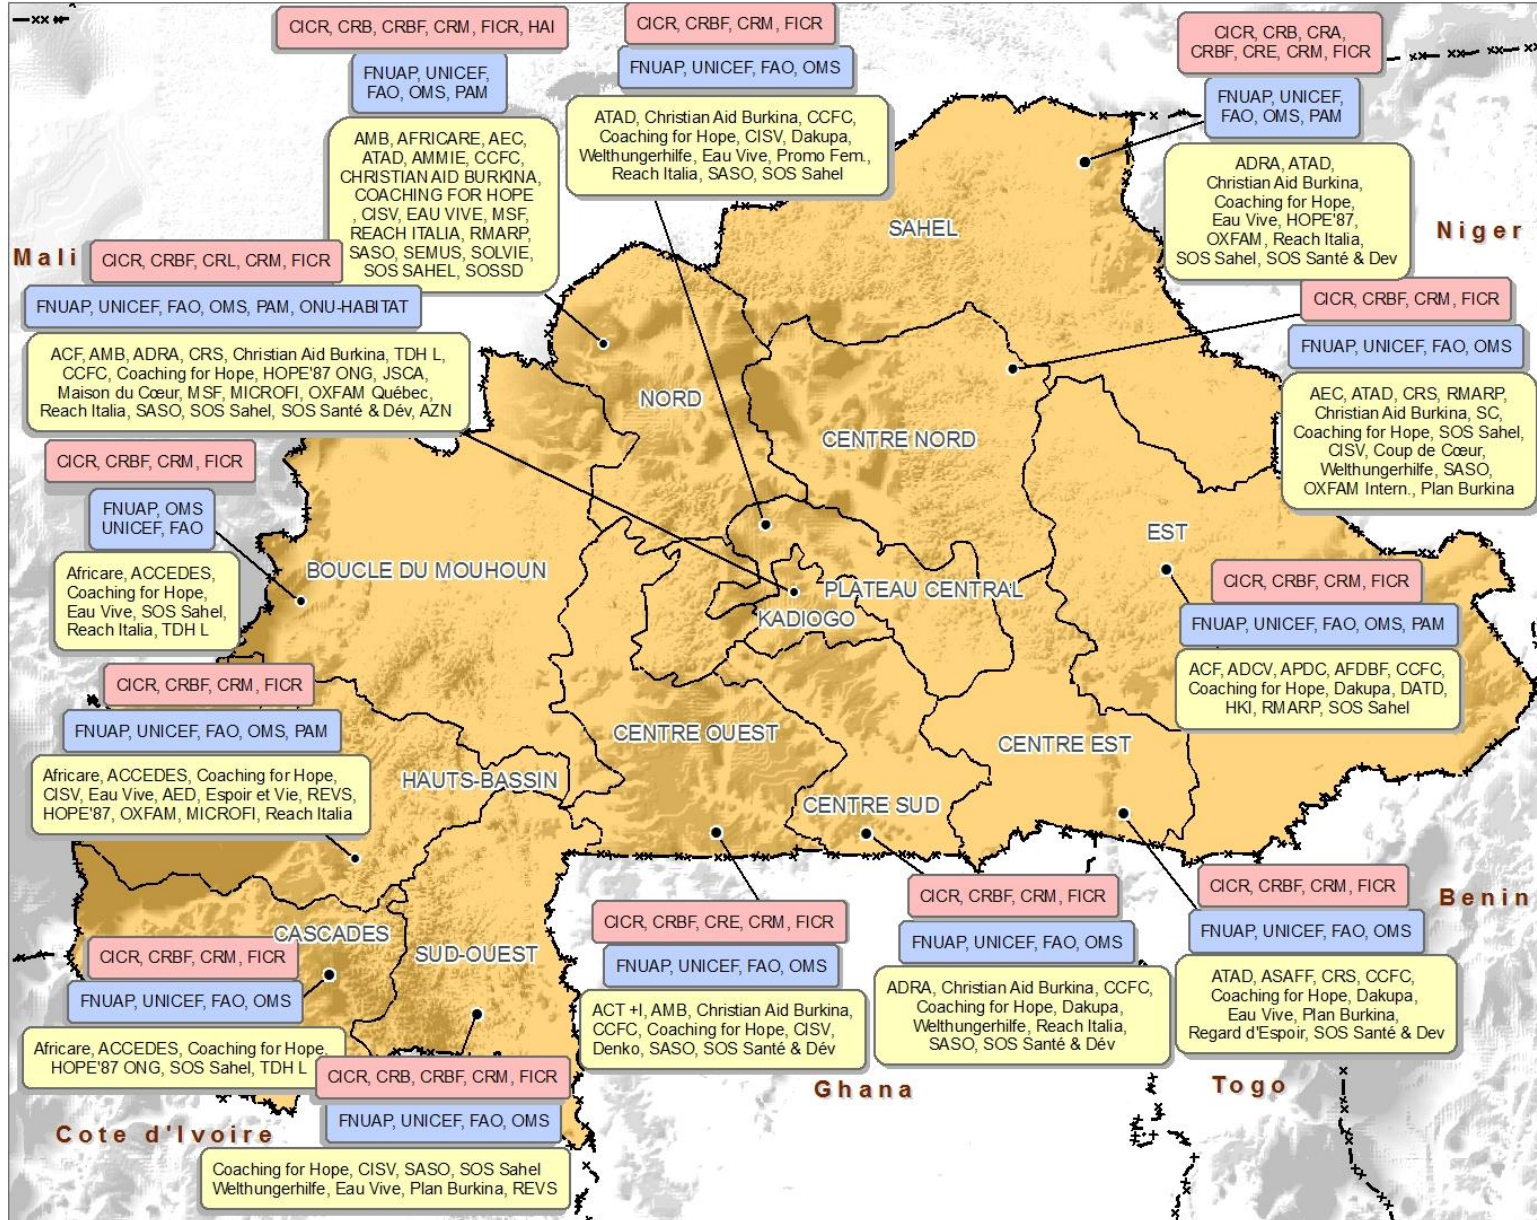 CICR, CRB, CRBF, CRM, FICR, HAI
FNUAP, UNICEF,
FAO, OMS, PAM
AMB, AFRICARE, AEC,
ATAD, AMMIE, CCFC,
CHRISTIAN AID BURKINA,
COACHING FOR HOPE
, CISV, EAU VIVE, MSF,
REACH ITALIA, RMARP,
SASO, SEMUS, SOLVIE,
SOS SAHEL, SOSSD
CICR, CRBF, CRM, FICR
FNUAP, UNICEF, FAO, OMS
ATAD, Christian Aid Burkina, CCFC,
Coaching for Hope, CISV, Dakupa,
Welthungerhilfe, Eau Vive, Promo Fem.,
Reach Italia, SASO, SOS Sahel
CICR, CRB, CRA,
CRBF, CRE, CRM, FICR
FNUAP, UNICEF,
FAO, OMS, PAM
ADRA, ATAD,
Christian Aid Burkina,
Coaching for Hope,
Eau Vive, HOPE'87,
OXFAM, Reach Italia,
SOS Sahel, SOS Santé & Dev
Niger
SAHEL
Mali
CICR, CRBF, CRL, CRM, FICR
FNUAP, UNICEF, FAO, OMS, PAM, ONU-HABITAT
ACF, AMB, ADRA, CRS, Christian Aid Burkina, TDH L,
CCFC, Coaching for Hope, HOPE'87 ONG, JSCA,
Maison du Cœur, MSF, MICROFI, OXFAM Québec,
Reach Italia, SASO, SOS Sahel, SOS Santé & Dév, AZN
CICR, CRBF, CRM, FICR
FNUAP, UNICEF, FAO, OMS
AEC, ATAD, CRS, RMARP,
Christian Aid Burkina, SC,
Coaching for Hope, SOS Sahel,
CISV, Coup de Cœur,
Welthungerhilfe, SASO,
OXFAM Intern., Plan Burkina
NORD
CENTRE NORD
CICR, CRBF, CRM, FICR
FNUAP, OMS
UNICEF, FAO
Africare, ACCEDES,
Coaching for Hope,
Eau Vive, SOS Sahel,
Reach Italia, TDH L
BOUCLE DU MOUHOUN
PLATEAU CENTRAL
KADIOGO
EST
CICR, CRBF, CRM, FICR
FNUAP, UNICEF, FAO, OMS, PAM
ACF, ADCV, APDC, AFDBF, CCFC,
Coaching for Hope, Dakupa, DATD,
HKI, RMARP, SOS Sahel
CICR, CRBF, CRM, FICR
FNUAP, UNICEF, FAO, OMS, PAM
Africare, ACCEDES, Coaching for Hope,
CISV, Eau Vive, AED, Espoir et Vie, REVS,
HOPE'87, OXFAM, MICROFI, Reach Italia
HAUTS-BASSIN
CENTRE OUEST
CENTRE SUD
CENTRE EST
CASCADES
SUD-OUEST
CICR, CRBF, CRM, FICR
FNUAP, UNICEF, FAO, OMS
Africare, ACCEDES, Coaching for Hope,
HOPE'87 ONG, SOS Sahel, TDH L
CICR, CRB, CRBF, CRM, FICR
FNUAP, UNICEF, FAO, OMS
Coaching for Hope, CISV, SASO, SOS Sahel
Welthungerhilfe, Eau Vive, Plan Burkina, REVS
CICR, CRBF, CRE, CRM, FICR
FNUAP, UNICEF, FAO, OMS
ACT +I, AMB, Christian Aid Burkina,
CCFC, Coaching for Hope, CISV,
Denko, SASO, SOS Santé & Dév
CICR, CRBF, CRM, FICR
FNUAP, UNICEF, FAO, OMS
ADRA, Christian Aid Burkina, CCFC,
Coaching for Hope, Dakupa,
Welthungerhilfe, Reach Italia,
SASO, SOS Santé & Dév
CICR, CRBF, CRM, FICR
FNUAP, UNICEF, FAO, OMS
ATAD, ASAFF, CRS, CCFC,
Coaching for Hope, Dakupa,
Eau Vive, Plan Burkina,
Regard d'Espoir, SOS Santé & Dev
Benin
Ghana
Togo
Cote d'Ivoire